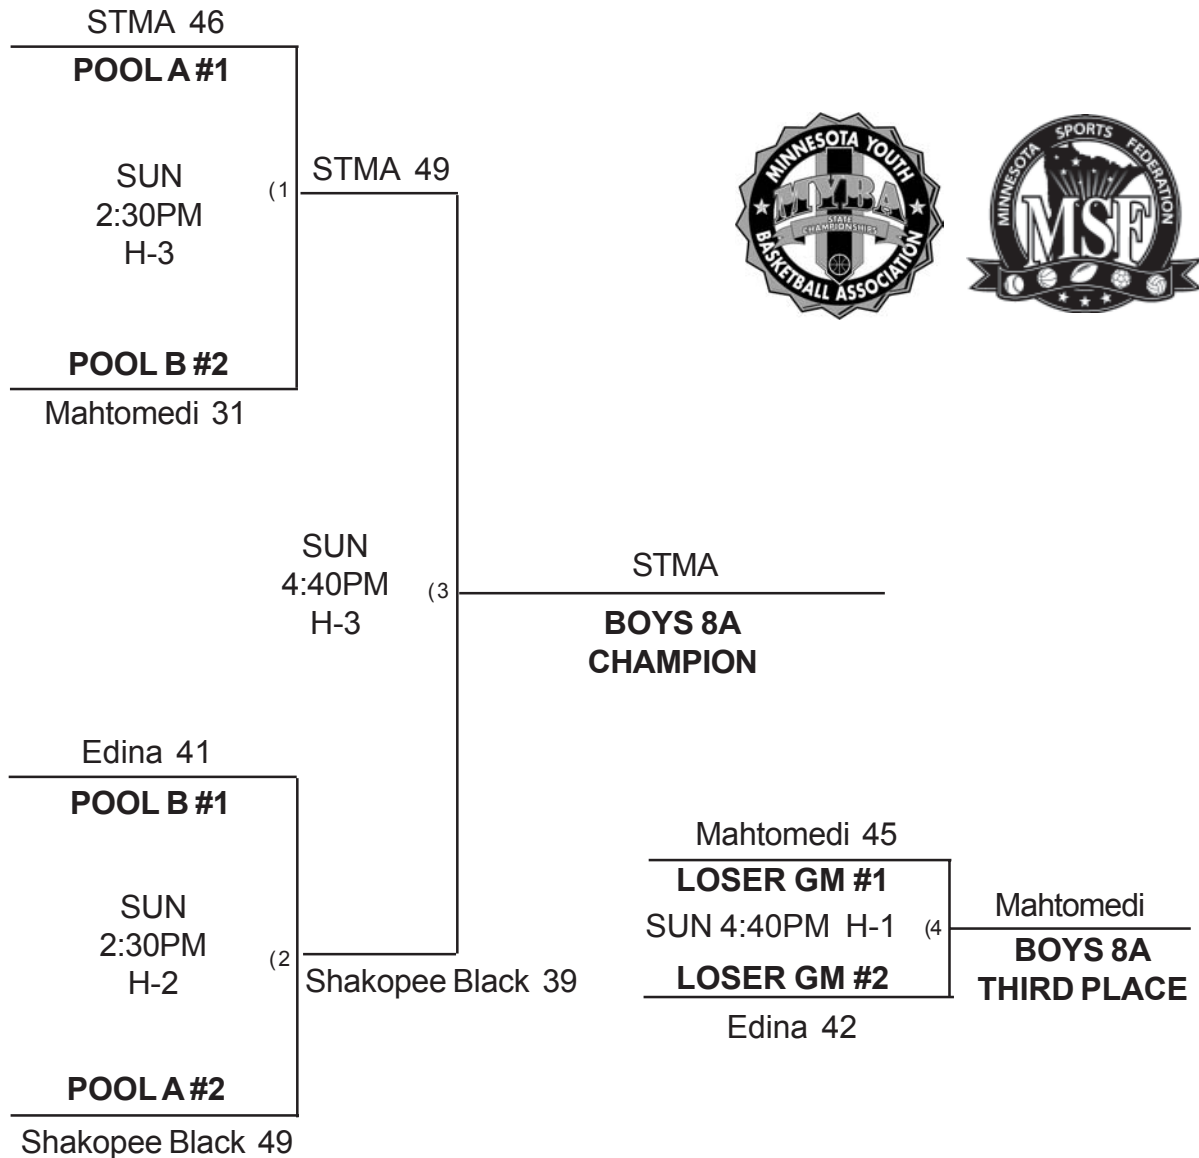 STMA 46
POOL A #1
SUN
2:30PM
H-3
(1
STMA 49
POOL B #2
Mahtomedi 31
MINNESOTA YOUTH
MYBA
STATE
CHAMPIONSHIPS
BASKETBALL ASSOCIATION
MINNESOTA SPORTS FEDERATION
MSF
SUN
4:40PM
H-3
(3
STMA
BOYS 8A
CHAMPION
Edina 41
POOL B #1
SUN
2:30PM
H-2
(2
Shakopee Black 39
POOL A #2
Shakopee Black 49
Mahtomedi 45
LOSER GM #1
SUN 4:40PM H-1
(4
LOSER GM #2
Edina 42
Mahtomedi
BOYS 8A
THIRD PLACE